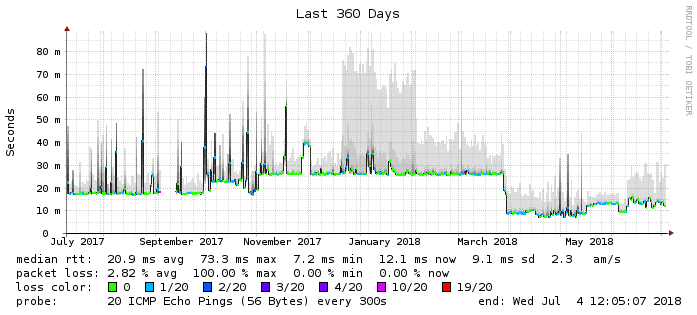 Last 360 Days
RRDTOOL / TOBI OETIKER
Seconds
80 m
70 m
60 m
50 m
40 m
30 m
20 m
10 m
0
July 2017 September 2017 November 2017 January 2018 March 2018 May 2018
median rtt: 20.9 ms avg 73.3 ms max 7.2 ms min 12.1 ms now 9.1 ms sd 2.3 am/s
packet loss: 2.82 % avg 100.00 % max 0.00 % min 0.00 % now
loss color: 0 1/20 2/20 3/20 4/20 10/20 19/20
probe: 20 ICMP Echo Pings (56 Bytes) every 300s end: Wed Jul 4 12:05:07 2018